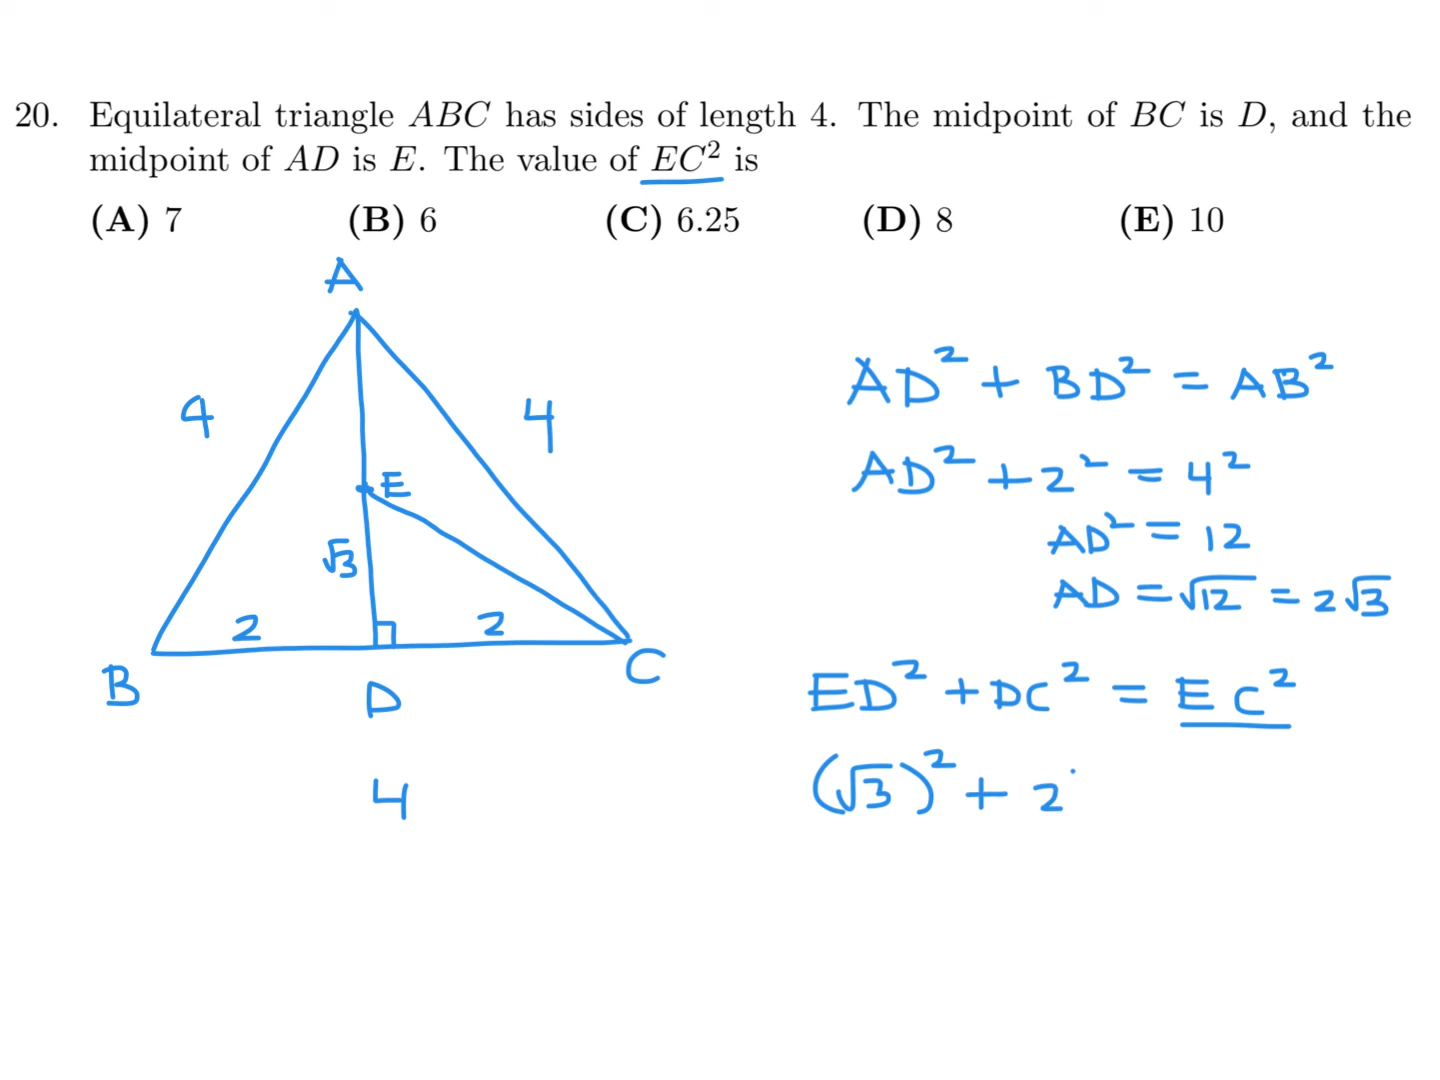 20. Equilateral triangle ABC has sides of length 4. The midpoint of BC is D, and the
midpoint of AD is E. The value of EC² is
(A) 7 (B) 6 (C) 6.25 (D) 8 (E) 10
A
4 4
E
√3
2 2
B D C
4
AD² + BD² = AB²
AD² + 2² = 4²
AD² = 12
AD = √12 = 2√3
ED² + DC² = EC²
(√3)² + 2